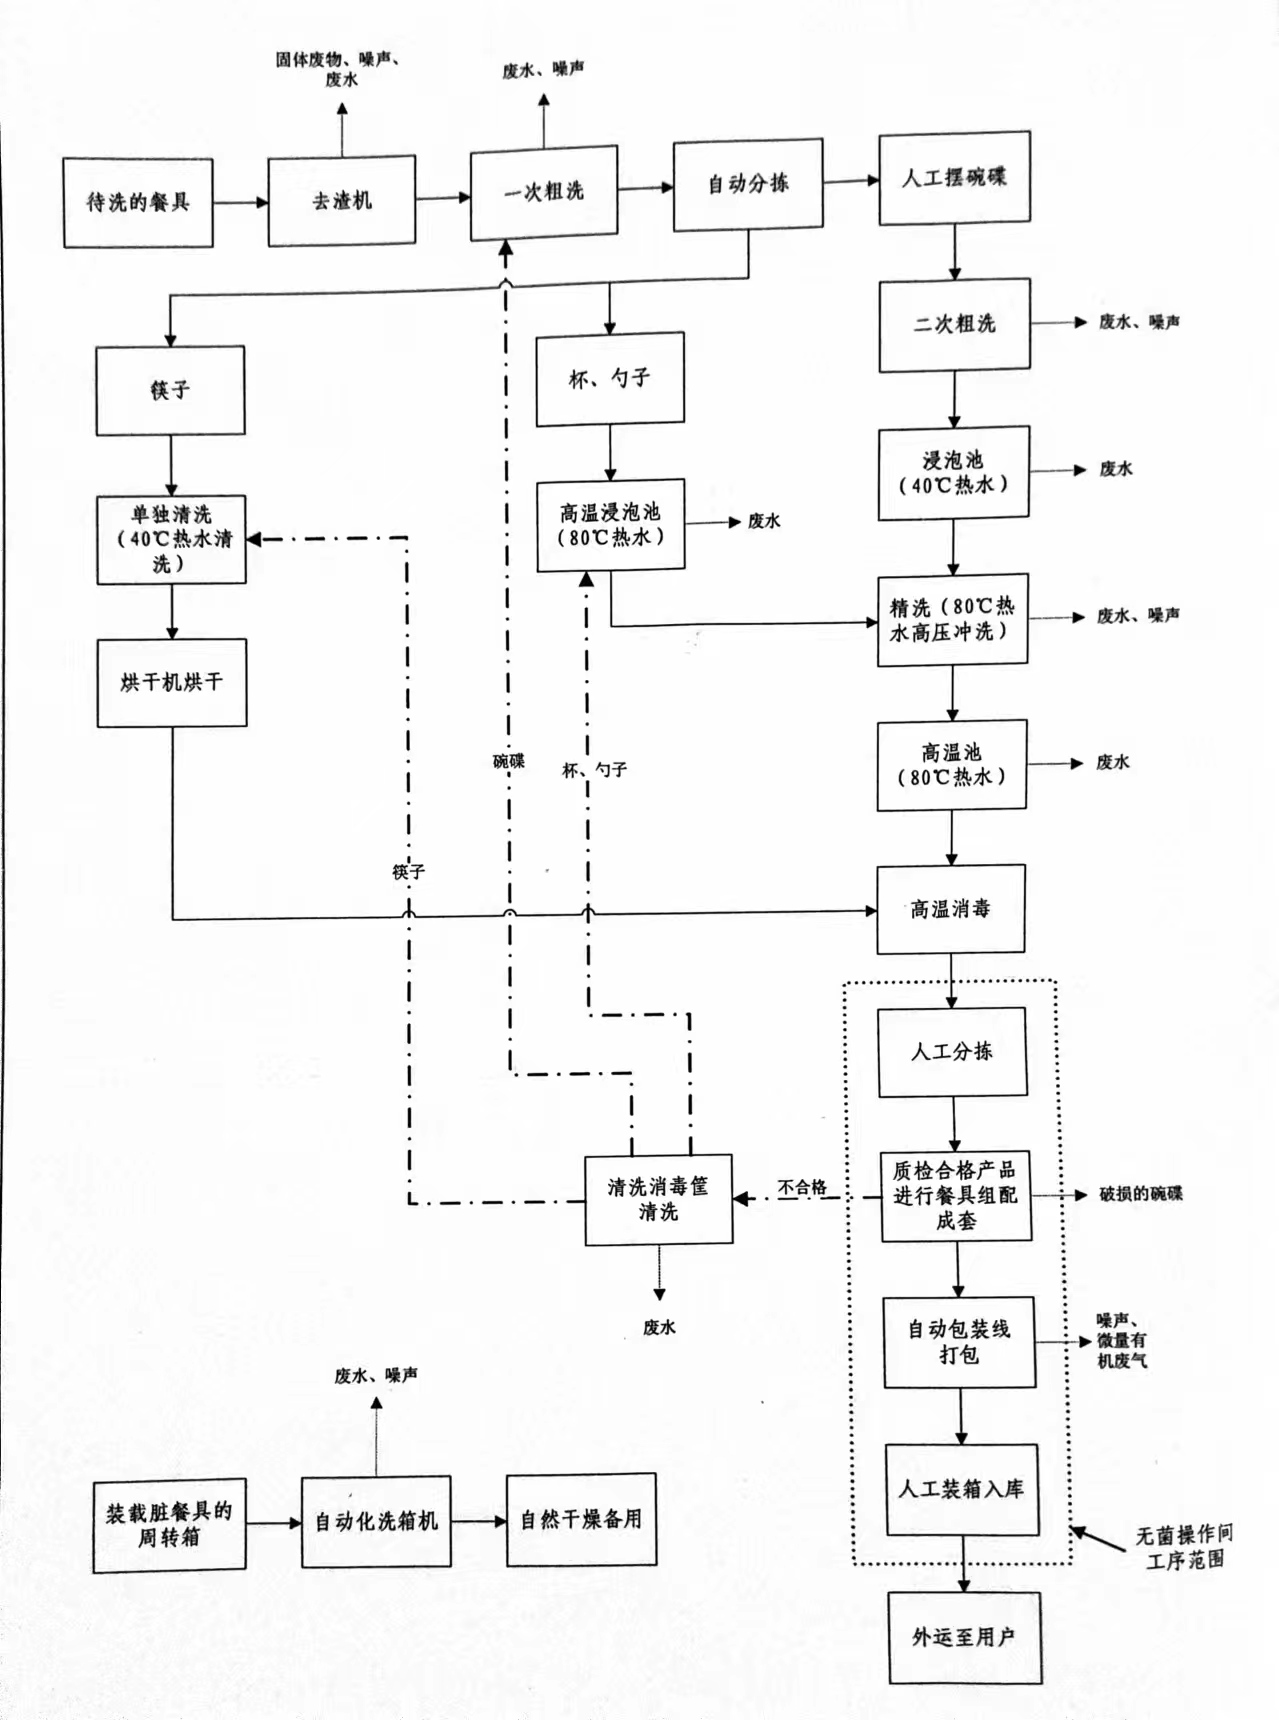 固体废物、噪声、
废水
废水、噪声
待洗的餐具
去渣机
一次粗洗
自动分拣
人工摆碗碟
二次粗洗
废水、噪声
筷子
杯、勺子
浸泡池
（40℃热水）
废水
单独清洗
（40℃热水清
洗）
高温浸泡池
（80℃热水）
废水
精洗（80℃热
水高压冲洗）
废水、噪声
烘干机烘干
高温池
（80℃热水）
废水
碗碟
杯、勺子
筷子
高温消毒
人工分拣
清洗消毒筐
清洗
不合格
质检合格产品
进行餐具组配
成套
破损的碗碟
废水
自动包装线
打包
噪声、
微量有
机废气
废水、噪声
装载脏餐具的
周转箱
自动化洗箱机
自然干燥备用
人工装箱入库
无菌操作间
工序范围
外运至用户